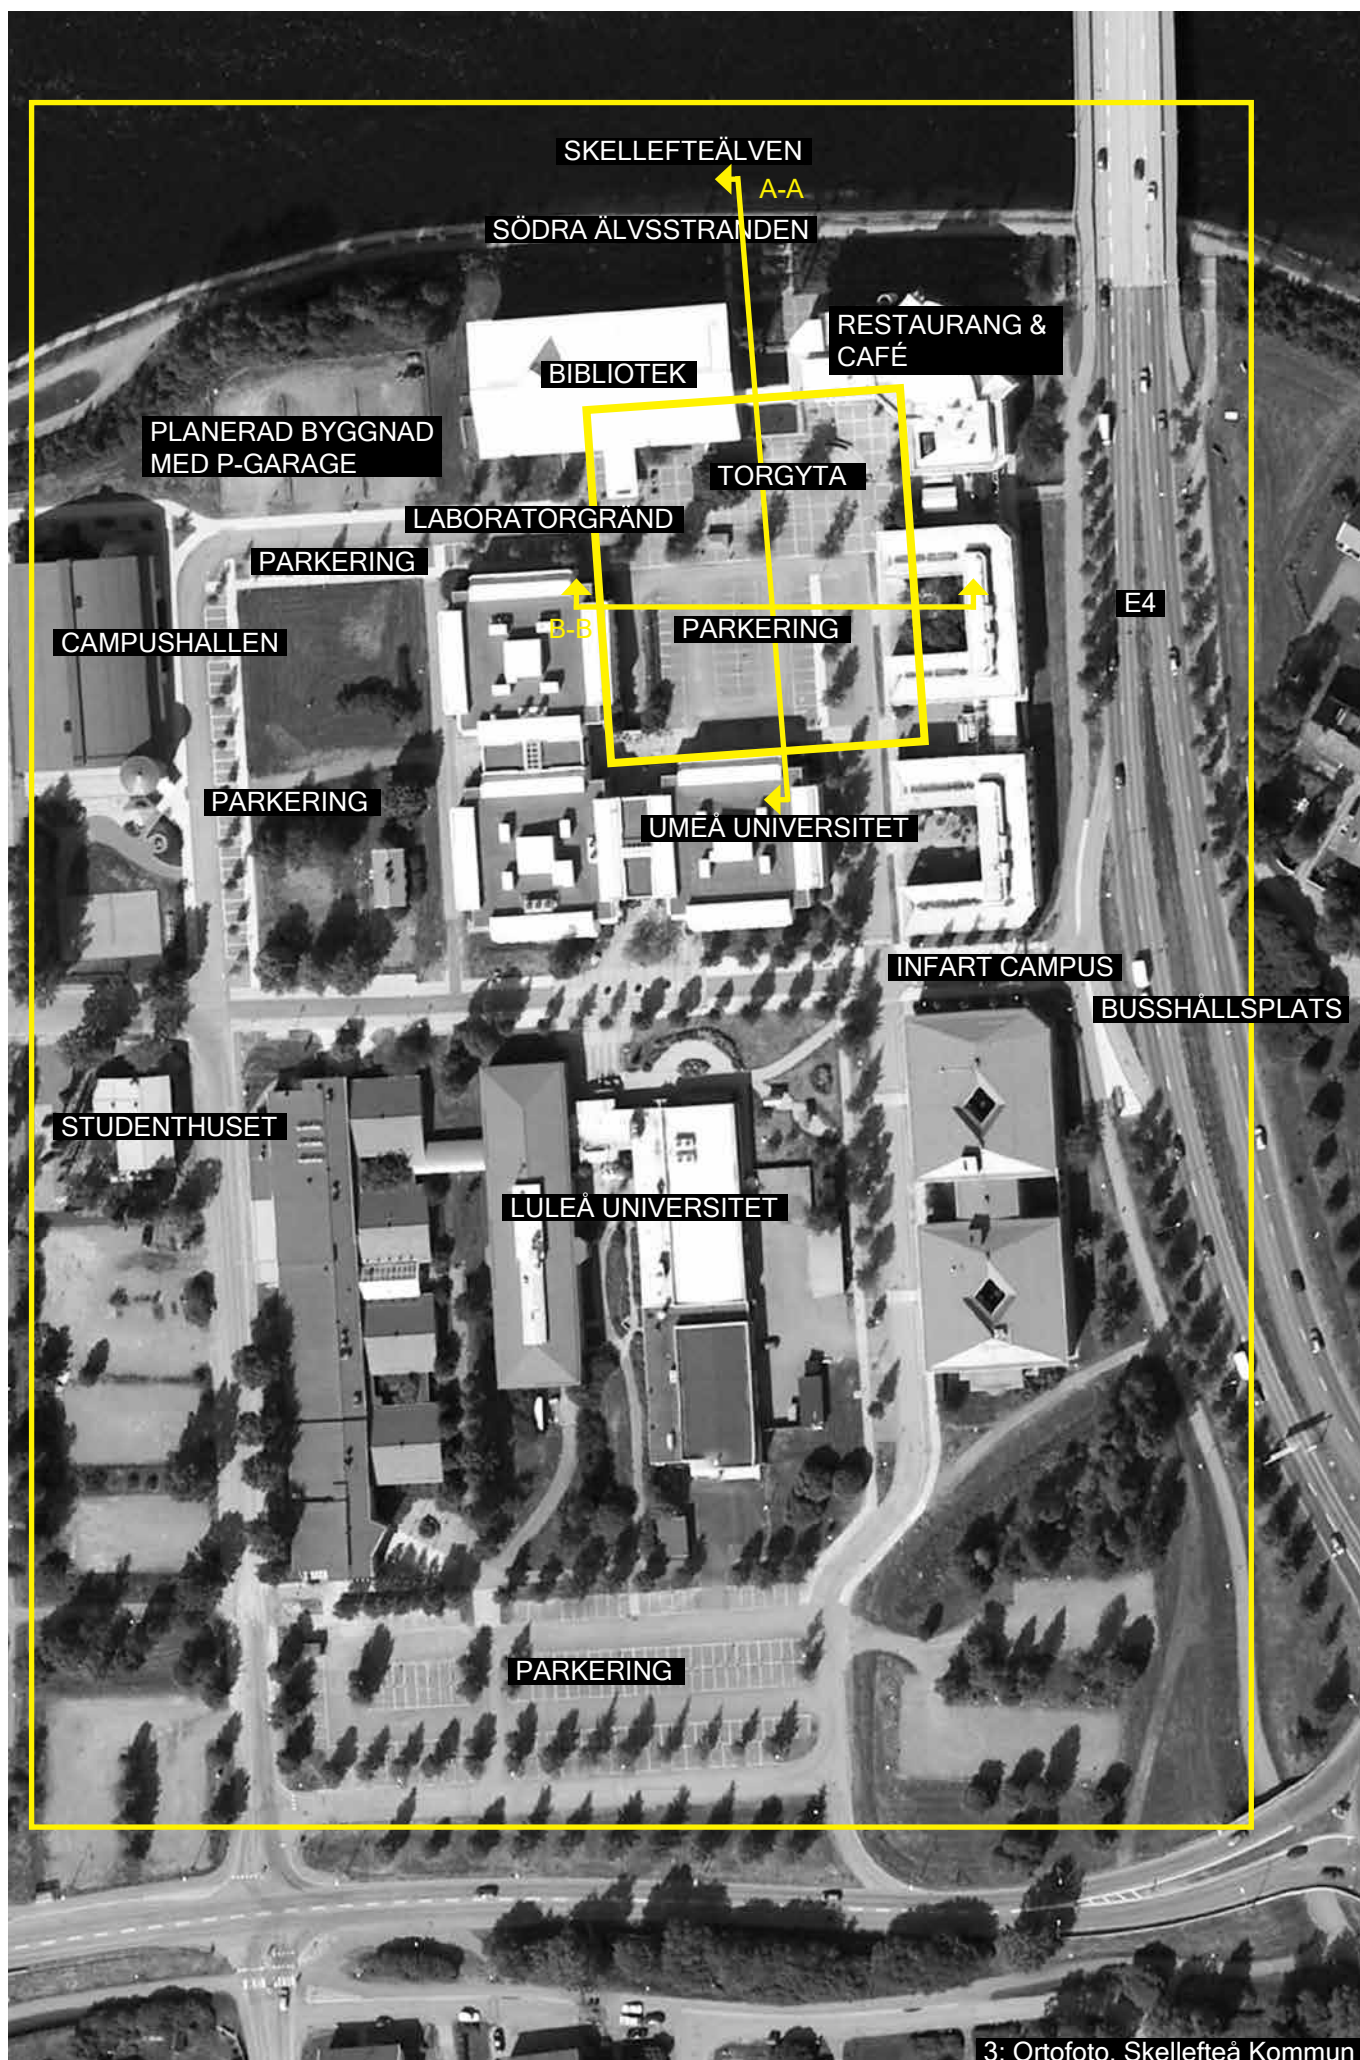 SKELLEFTEÄLVEN
A-A
SÖDRA ÄLVSSTRANDEN
RESTAURANG &
CAFÉ
BIBLIOTEK
PLANERAD BYGGNAD
MED P-GARAGE
TORGYTA
LABORATORGRÄND
PARKERING
E4
B-B
PARKERING
CAMPUSHALLEN
PARKERING
UMEÅ UNIVERSITET
INFART CAMPUS
BUSSHÅLLSPLATS
STUDENTHUSET
LULEÅ UNIVERSITET
PARKERING
3: Ortofoto, Skellefteå Kommun